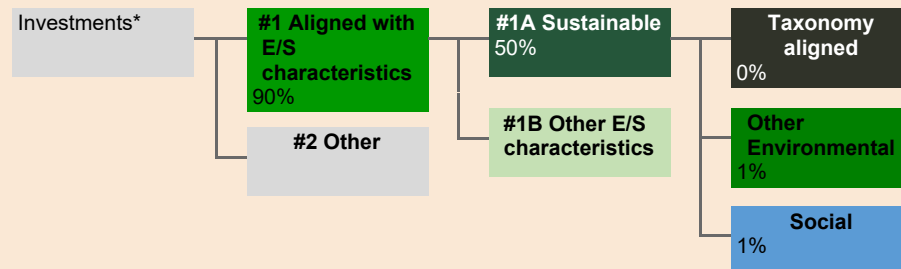 Investments*
#1 Aligned with
E/S
characteristics
90%
#2 Other
#1A Sustainable
50%
#1B Other E/S
characteristics
Taxonomy
aligned
0%
Other
Environmental
1%
Social
1%